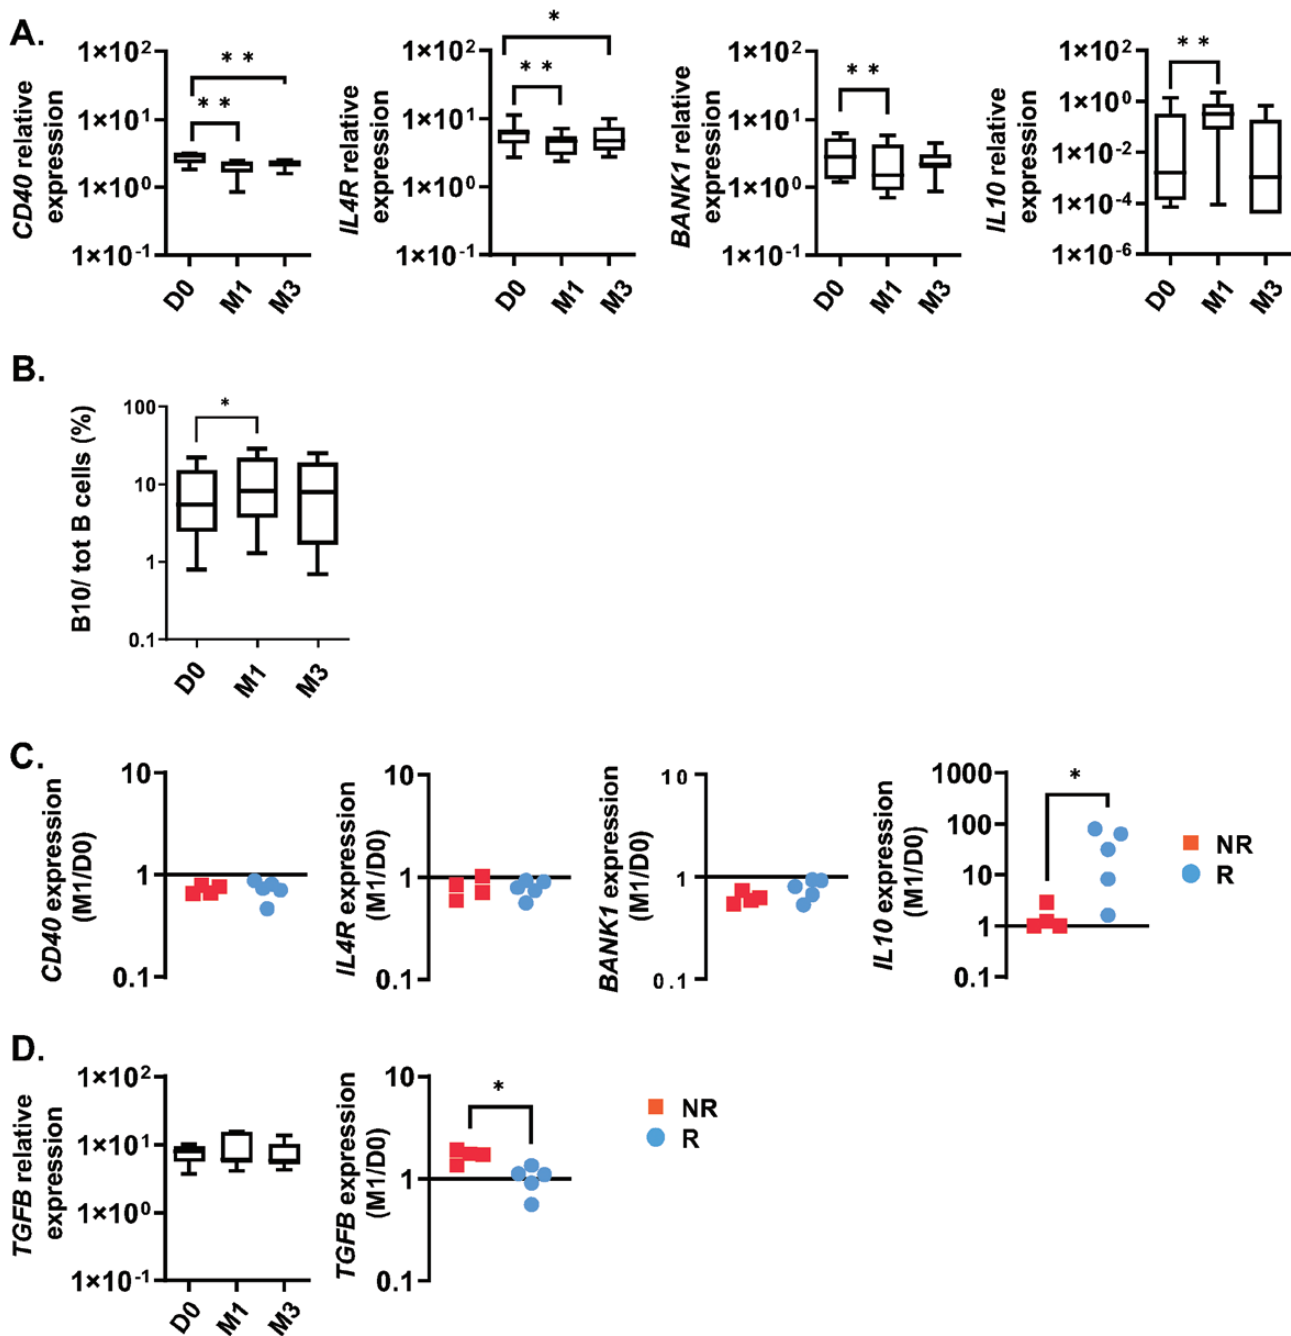 A.
CD40 relative
expression
1×10²
1×10¹
1×10⁰
1×10⁻¹
* *
* *
D0
M1
M3
IL4R relative
expression
1×10²
1×10¹
1×10⁰
1×10⁻¹
*
* *
D0
M1
M3
BANK1 relative
expression
1×10²
1×10¹
1×10⁰
1×10⁻¹
* *
D0
M1
M3
IL10 relative
expression
1×10²
1×10⁰
1×10⁻²
1×10⁻⁴
1×10⁻⁶
* *
D0
M1
M3
B.
B10/ tot B cells (%)
100
10
1
0.1
*
D0
M1
M3
C.
CD40 expression
(M1/D0)
10
1
0.1
IL4R expression
(M1/D0)
10
1
0.1
BANK1 expression
(M1/D0)
10
1
0.1
IL10 expression
(M1/D0)
1000
100
10
1
0.1
*
NR
R
D.
TGFB relative
expression
1×10²
1×10¹
1×10⁰
1×10⁻¹
D0
M1
M3
TGFB expression
(M1/D0)
10
1
0.1
*
NR
R